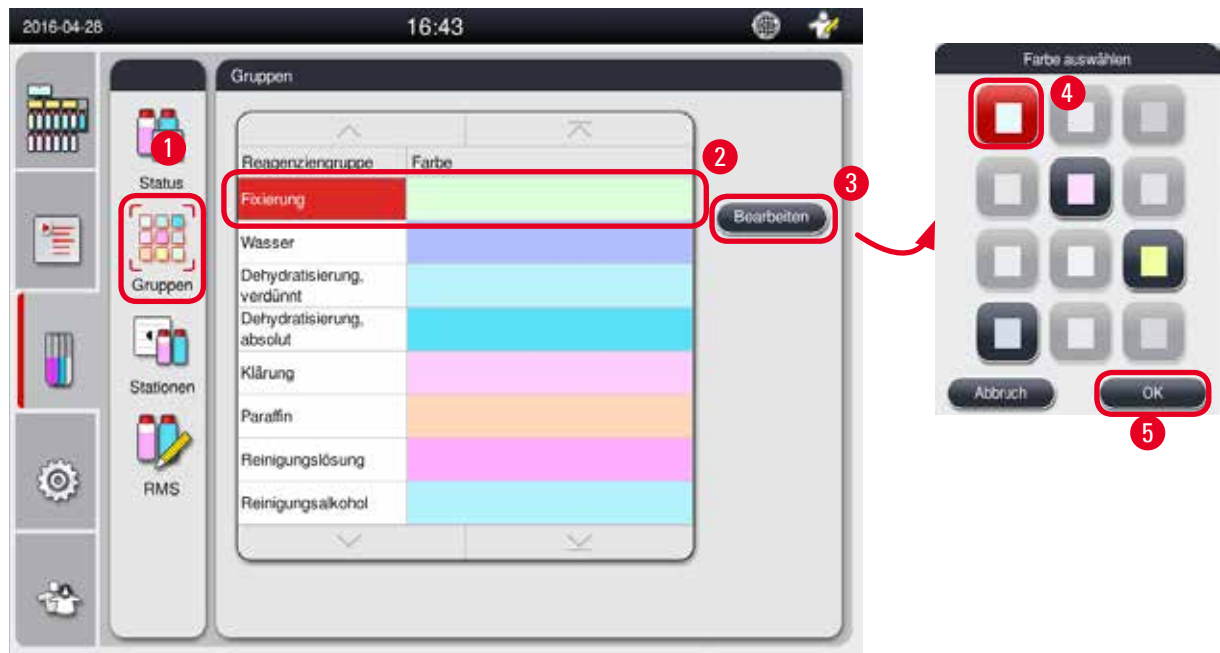 2016-04-28
16:43
Gruppen
Reagenziengruppe Farbe
Fixierung
Wasser
Dehydratisierung,
verdünnt
Dehydratisierung,
absolut
Klärung
Paraffin
Reinigungslösung
Reinigungsalkohol
1
Status
Gruppen
Stationen
RMS
2
3
Bearbeiten
Farbe auswählen
4
Abbruch
OK
5